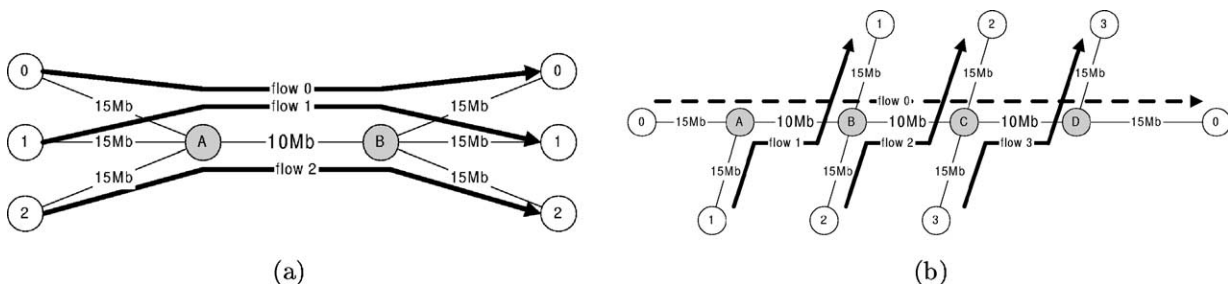 0 0
flow 0
15Mb 15Mb
flow 1
1 15Mb A 10Mb B 15Mb 1
flow 2
15Mb 15Mb
2 2
(a)
1 2 3
15Mb 15Mb 15Mb
flow 0
0 15Mb A 10Mb B 10Mb C 10Mb D 15Mb 0
flow 1 flow 2 flow 3
15Mb 15Mb 15Mb
1 2 3
(b)